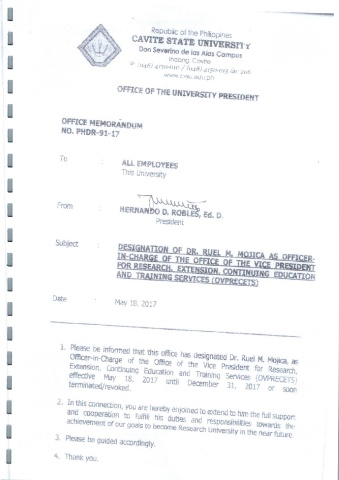 Republic of the Philippines
CAVITE STATE UNIVERSITY
Don Severino de las Alas Campus
Indang, Cavite
www.cvsu.edu.ph
OFFICE OF THE UNIVERSITY PRESIDENT
OFFICE MEMORANDUM
NO. PHDR-91-17
To : ALL EMPLOYEES
This University
From : HERNANDO D. ROBLES, Ed. D.
President
Subject : DESIGNATION OF DR. RUEL M. MOJICA AS OFFICER-
IN-CHARGE OF THE OFFICE OF THE VICE PRESIDENT
FOR RESEARCH, EXTENSION, CONTINUING EDUCATION
AND TRAINING SERVICES (OVPRECETS)
Date : May 18, 2017
1. Please be informed that this office has designated Dr. Ruel M. Mojica, as
Officer-in-Charge of the Office of the Vice President for Research,
Extension, Continuing Education and Training Services (OVPRECETS)
effective May 18, 2017 until December 31, 2017 or soon
terminated/revoked.
2. In this connection, you are hereby enjoined to extend to him the full support
and cooperation to fulfill his duties and responsibilities towards the
achievement of our goals to become Research University in the near future.
3. Please be guided accordingly.
4. Thank you.